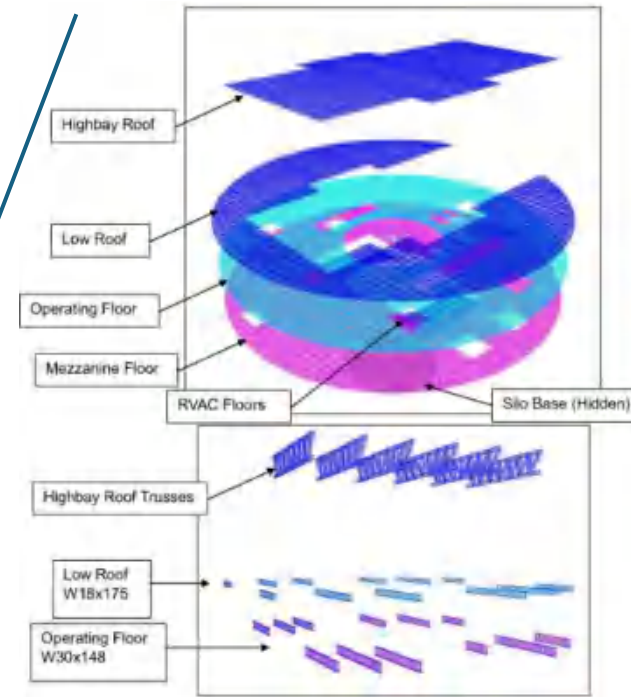 Highbay Roof
Low Roof
Operating Floor
Mezzanine Floor
RVAC Floors
Silo Base (Hidden)
Highbay Roof Trusses
Low Roof
W18x175
Operating Floor
W30x148